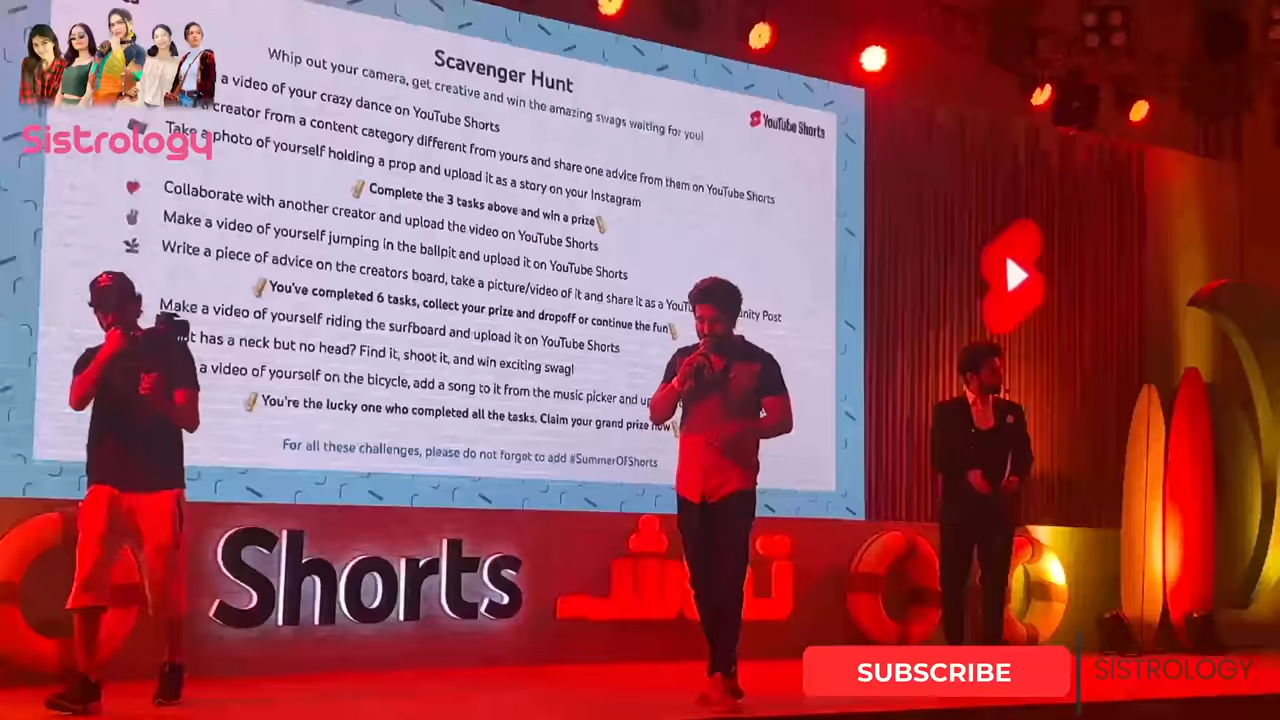 Scavenger Hunt
Whip out your camera, get creative and win the amazing swags waiting for you!
YouTube Shorts
a video of your crazy dance on YouTube Shorts
creator from a content category different from yours and share one advice from them on YouTube Shorts
Take a photo of yourself holding a prop and upload it as a story on your Instagram
Complete the 3 tasks above and win a prize
Collaborate with another creator and upload the video on YouTube Shorts
Make a video of yourself jumping in the ballpit and upload it on YouTube Shorts
Write a piece of advice on the creators board, take a picture/video of it and share it as a Post
You've completed 6 tasks, collect your prize and dropoff or continue the fun
Make a video of yourself riding the surfboard and upload it on YouTube Shorts
has a neck but no head? Find it, shoot it, and win exciting swag!
a video of yourself on the bicycle, add a song to it from the music picker and
You're the lucky one who completed all the tasks. Claim your grand prize now
For all these challenges, please do not forget to add #SummerOfShorts
Sistrology
Shorts
SUBSCRIBE
SISTROLOGY